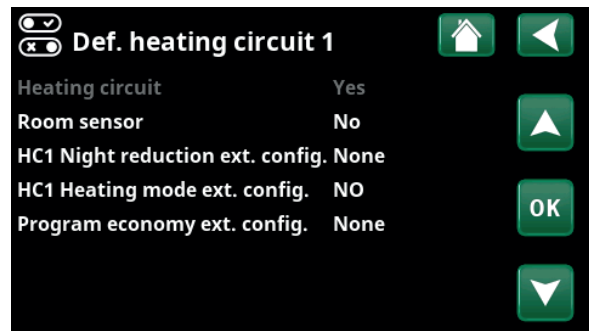 Def. heating circuit 1
Heating circuit Yes
Room sensor No
HC1 Night reduction ext. config. None
HC1 Heating mode ext. config. NO
OK
Program economy ext. config. None